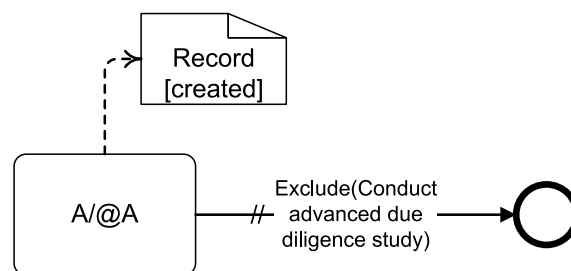 Record
[created]
A/@A
Exclude(Conduct
advanced due
diligence study)